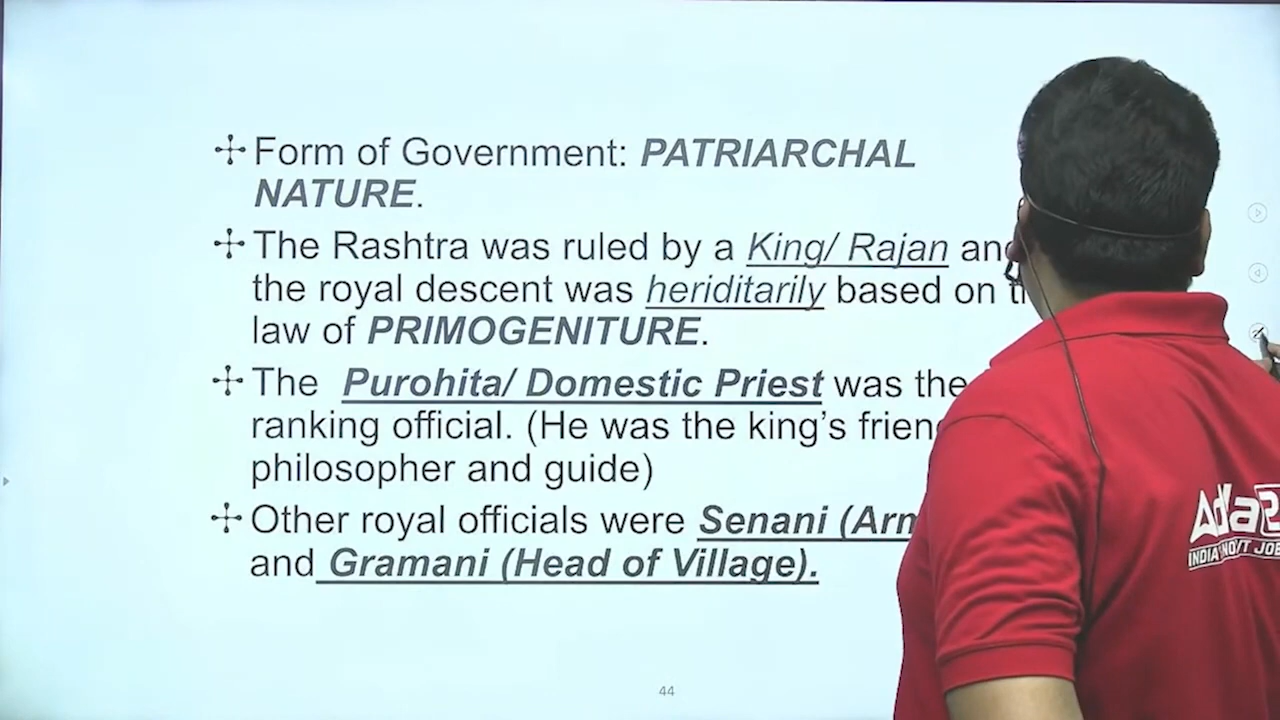 Form of Government: PATRIARCHAL
NATURE.
The Rashtra was ruled by a King/ Rajan and
the royal descent was heriditarily based on
law of PRIMOGENITURE.
The Purohita/ Domestic Priest was the
ranking official. (He was the king's
philosopher and guide)
Other royal officials were Senani
and Gramani (Head of Village).
44